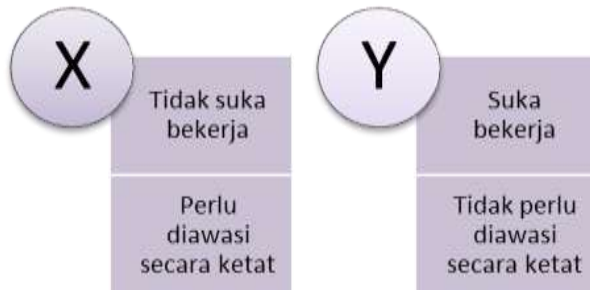 X
Tidak suka
bekerja
Perlu
diawasi
secara ketat
Y
Suka
bekerja
Tidak perlu
diawasi
secara ketat